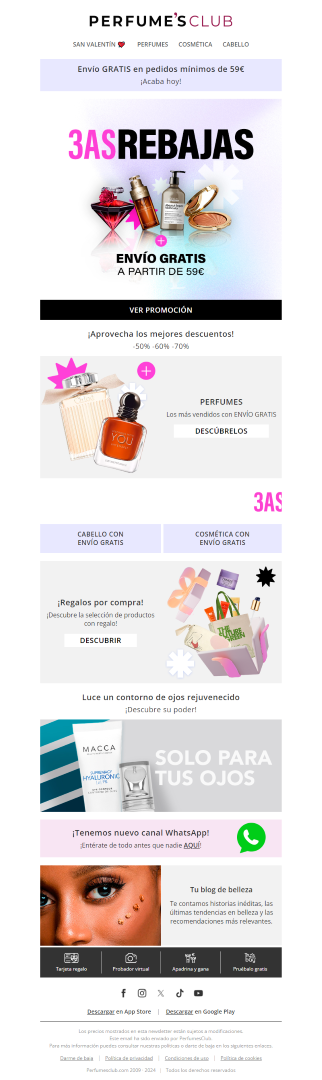 PERFUME'S CLUB
SAN VALENTÍN PERFUMES COSMÉTICA CABELLO
Envío GRATIS en pedidos mínimos de 59€
¡Acaba hoy!
3ASREBAJAS
ENVÍO GRATIS
A PARTIR DE 59€
VER PROMOCIÓN
¡Aprovecha los mejores descuentos!
-50% -60% -70%
YOU
PERFUMES
Los más vendidos con ENVÍO GRATIS
DESCÚBRELOS
3AS
CABELLO CON
ENVÍO GRATIS
COSMÉTICA CON
ENVÍO GRATIS
¡Regalos por compra!
¡Descubre la selección de productos
con regalo!
DESCUBRIR
Luce un contorno de ojos rejuvenecido
¡Descubre su poder!
MACCA
HYALURONIC
SOLO PARA
TUS OJOS
¡Tenemos nuevo canal WhatsApp!
¡Entérate de todo antes que nadie AQUÍ!
Tu blog de belleza
Te contamos historias inéditas, las
últimas tendencias en belleza y las
recomendaciones más relevantes.
Tarjeta regalo Probador virtual Apadrina y gana Pruébalo gratis
Descargar en App Store | Descargar en Google Play
Los precios mostrados en esta newsletter están sujetos a modificaciones.
Este email ha sido enviado por PerfumesClub.
Para más información puedes consultar nuestras políticas o darte de baja en los siguientes enlaces.
Darme de baja | Política de privacidad | Condiciones de uso | Política de cookies
Perfumesclub.com 2009 - 2024 | Todos los derechos reservados